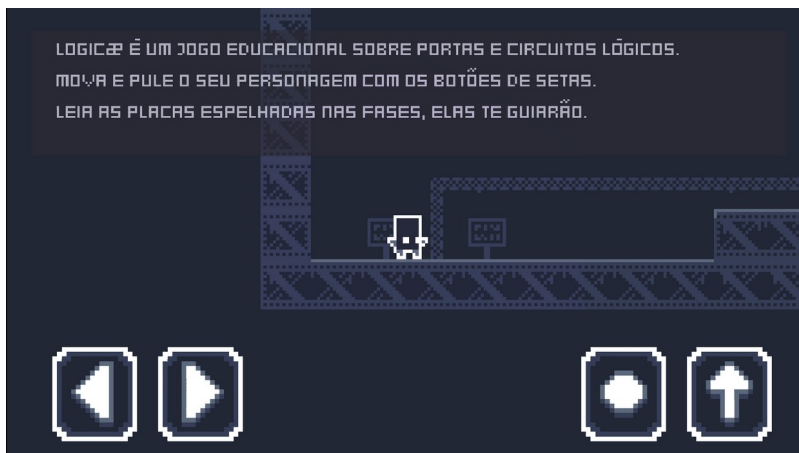 LOGICÆ É UM JOGO EDUCACIONAL SOBRE PORTAS E CIRCUITOS LÓGICOS.
MOVA E PULE O SEU PERSONAGEM COM OS BOTÕES DE SETAS.
LEIA AS PLACAS ESPELHADAS NAS FASES, ELAS TE GUIARÃO.